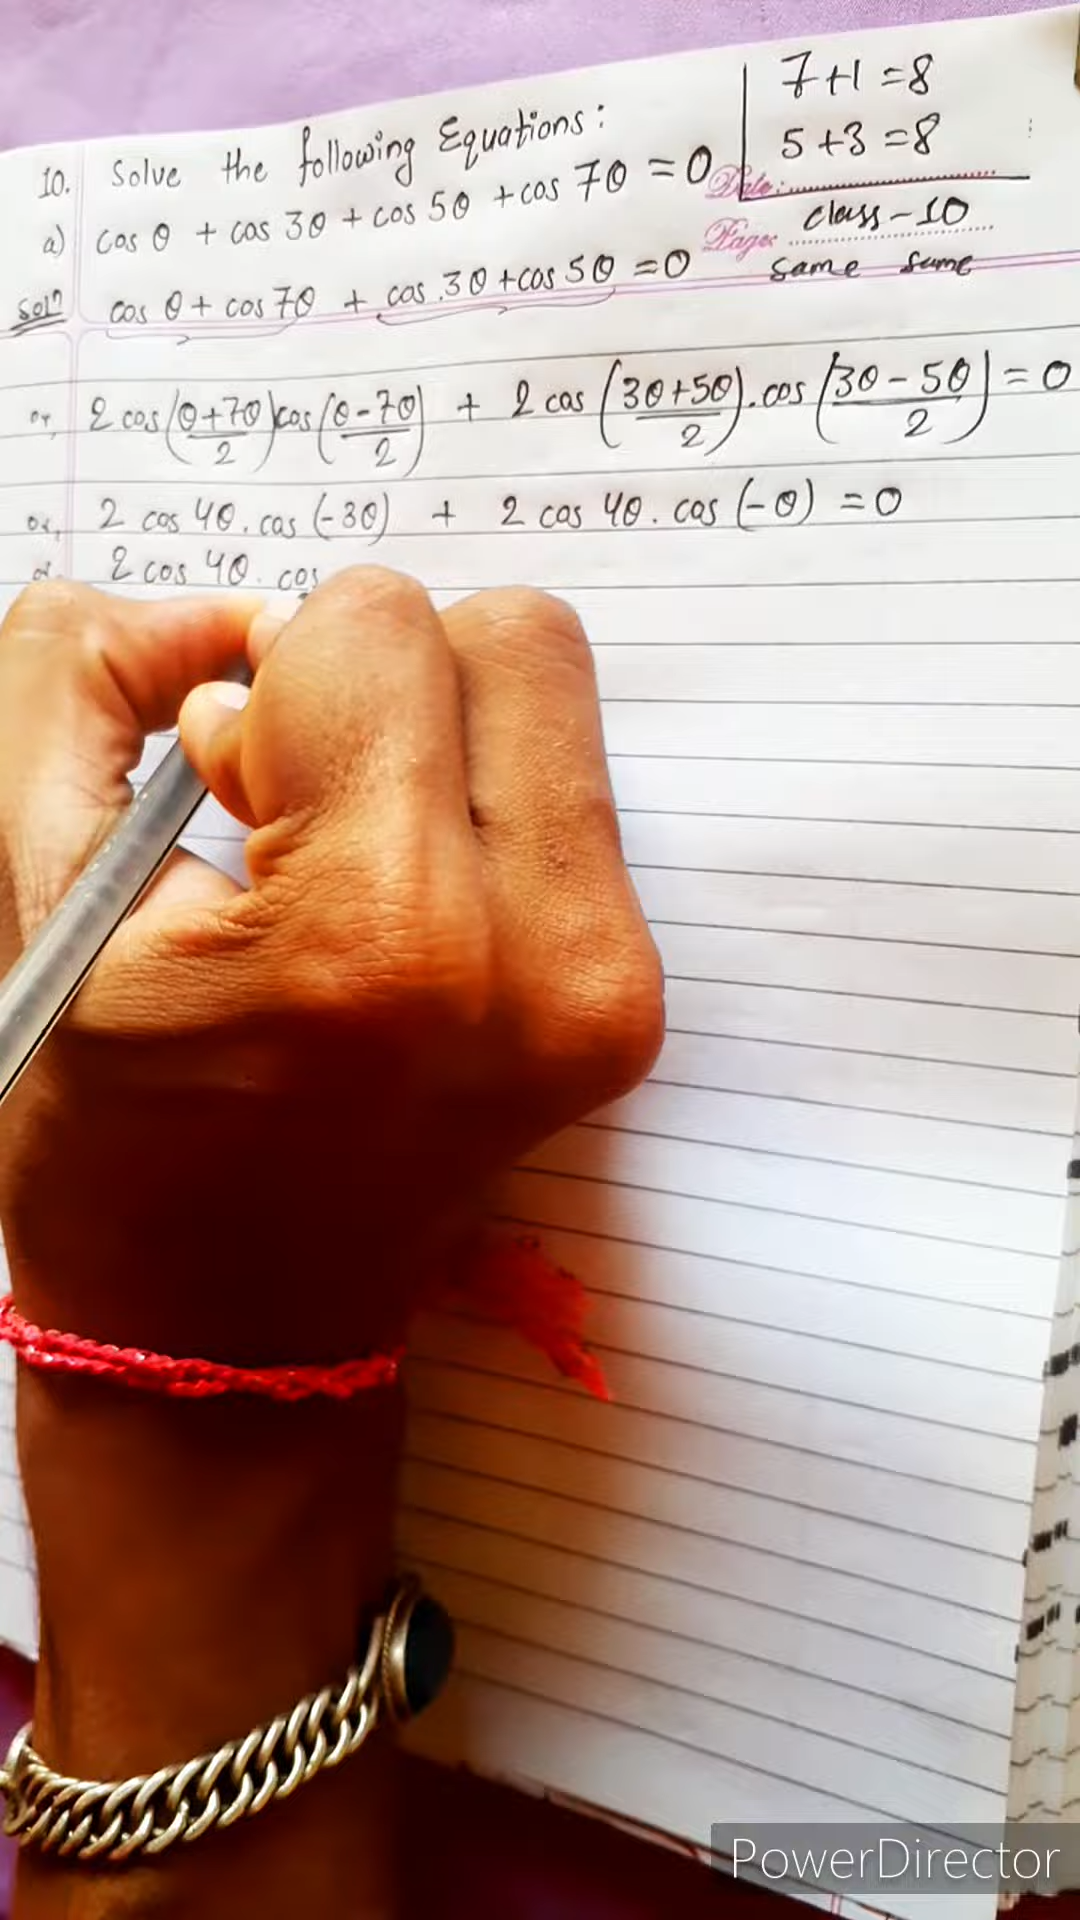 7+1=8
5+3=8
10. Solve the following Equations:
a) cos θ + cos 3θ + cos 5θ + cos 7θ = 0
Date:
Page:
class-10
same same
Solⁿ cos θ + cos 7θ + cos.3θ + cos 5θ = 0
or, 2 cos (θ+7θ/2) cos (θ-7θ/2) + 2 cos (3θ+5θ/2).cos (3θ-5θ/2) = 0
or, 2 cos 4θ.cos (-3θ) + 2 cos 4θ.cos (-θ) = 0
or. 2 cos 4θ.cos
PowerDirector